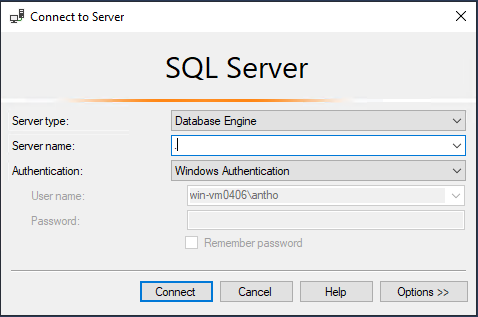 Connect to Server
SQL Server
Server type: Database Engine
Server name: .
Authentication: Windows Authentication
User name: win-vm0406\antho
Password:
Remember password
Connect Cancel Help Options >>